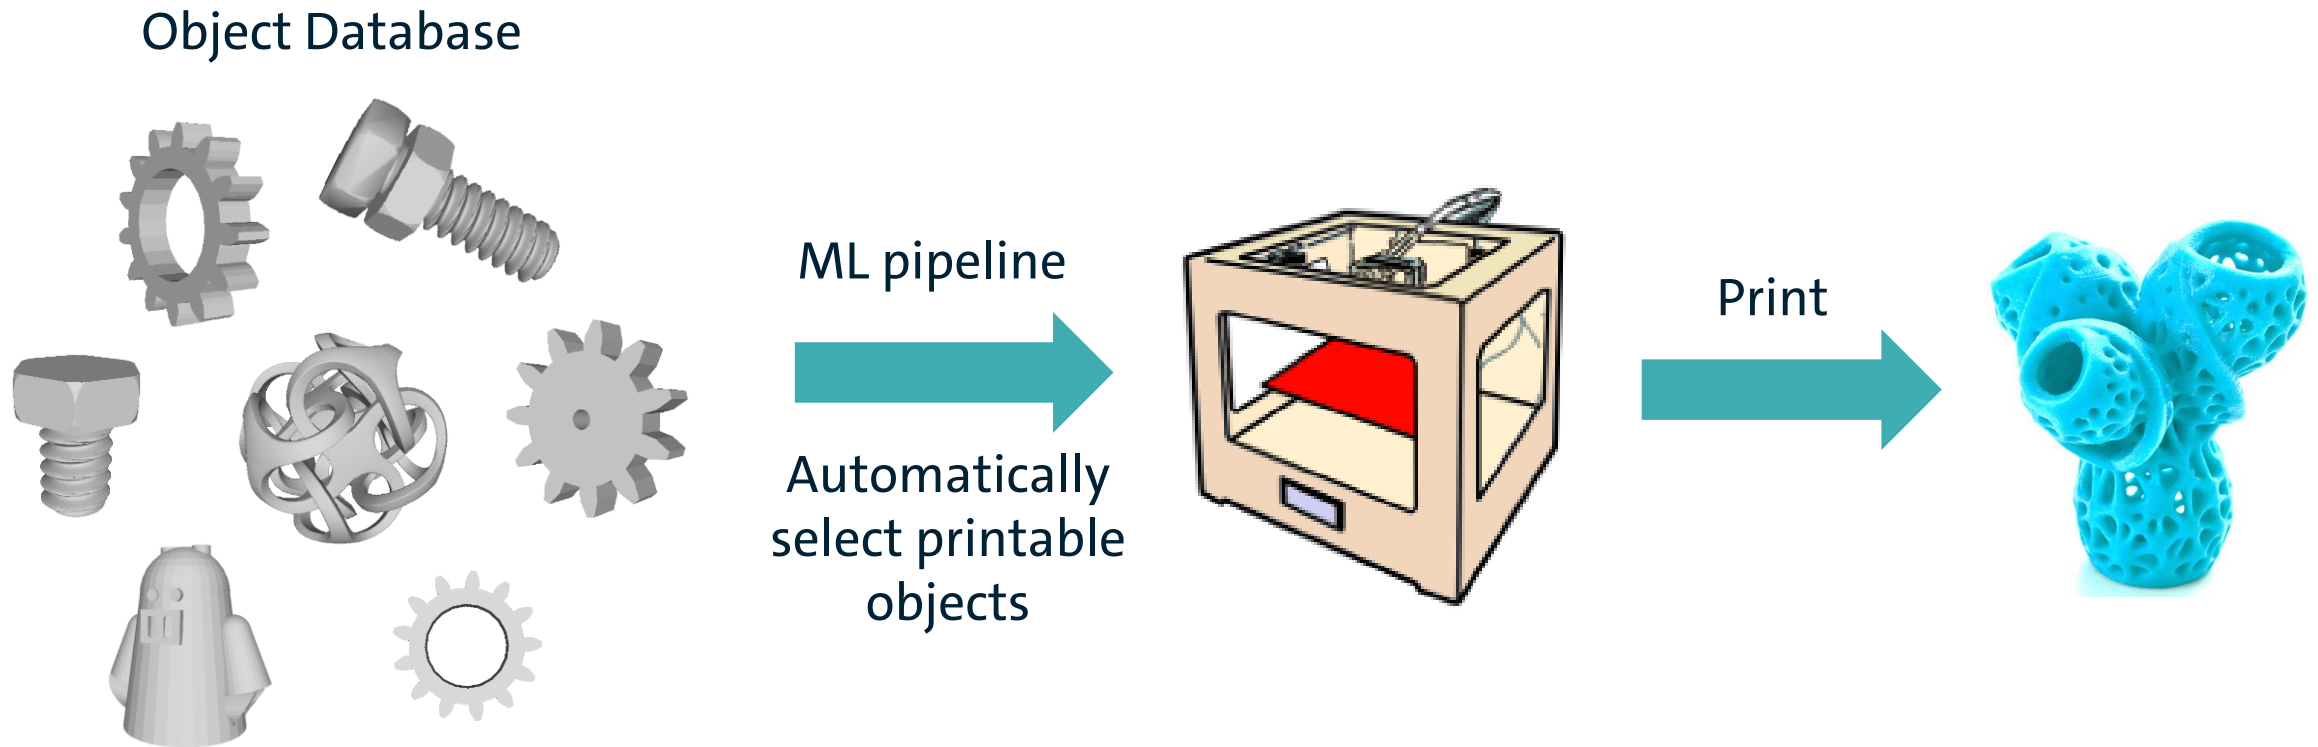 Object Database
ML pipeline
Automatically
select printable
objects
Print